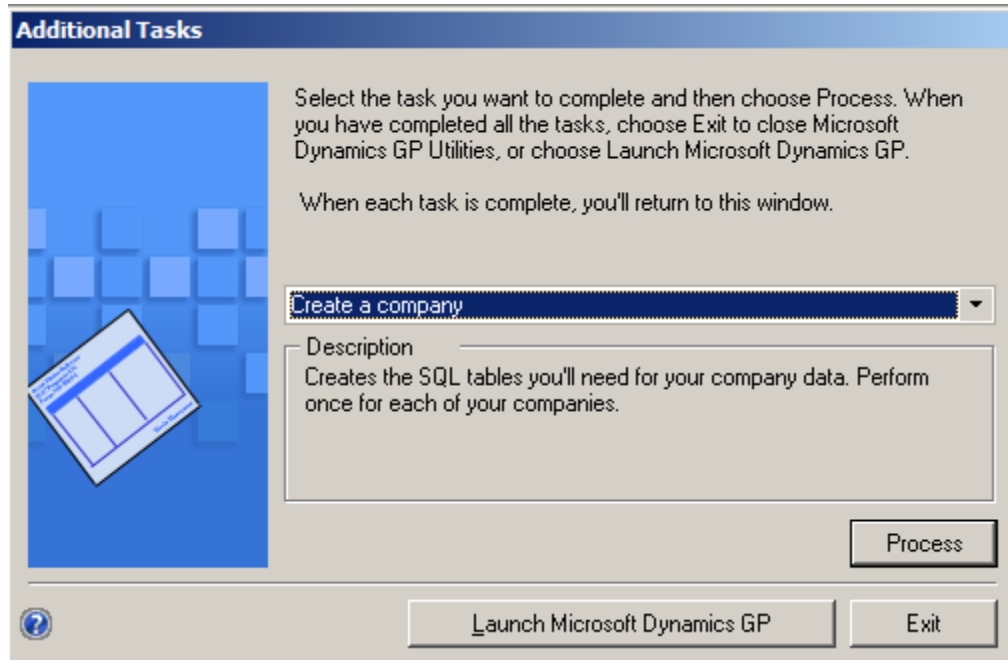 Additional Tasks
Select the task you want to complete and then choose Process. When
you have completed all the tasks, choose Exit to close Microsoft
Dynamics GP Utilities, or choose Launch Microsoft Dynamics GP.
When each task is complete, you'll return to this window.
Create a company
Description
Creates the SQL tables you'll need for your company data. Perform
once for each of your companies.
Process
?
Launch Microsoft Dynamics GP
Exit